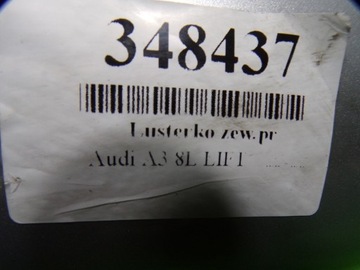 348437
Lusterko zew.pr
Audi A3 8L LIFT